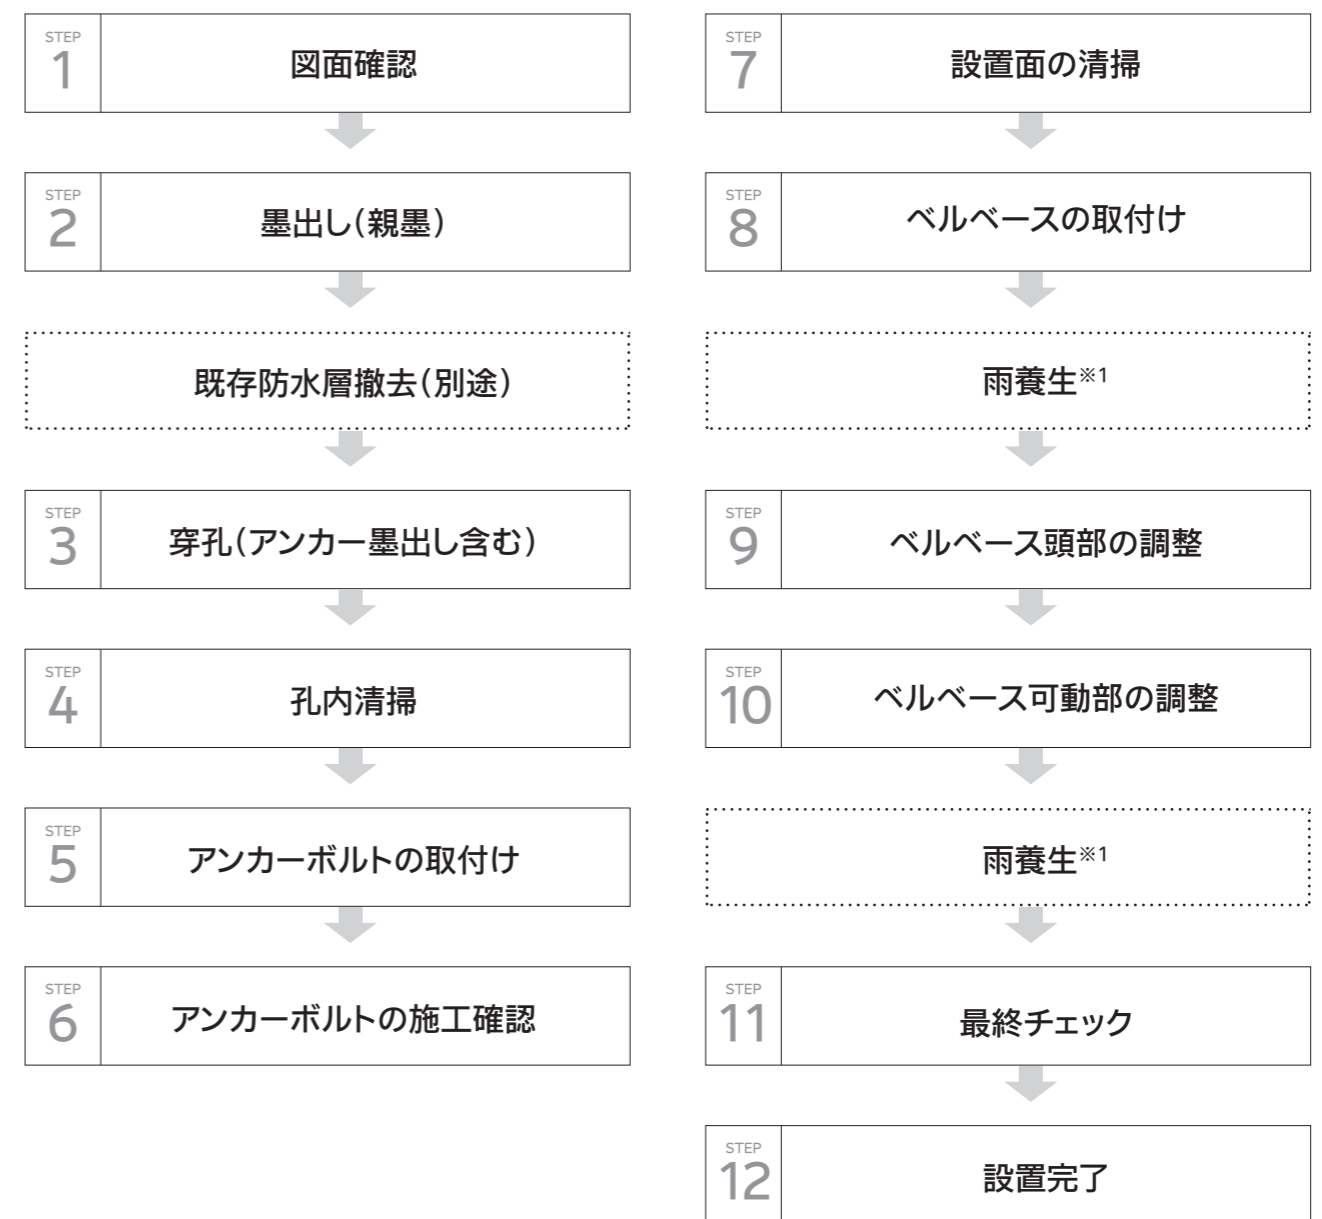 STEP
1
図面確認
STEP
2
墨出し(親墨)
既存防水層撤去(別途)
STEP
3
穿孔(アンカー墨出し含む)
STEP
4
孔内清掃
STEP
5
アンカーボルトの取付け
STEP
6
アンカーボルトの施工確認
STEP
7
設置面の清掃
STEP
8
ベルベースの取付け
雨養生※1
STEP
9
ベルベース頭部の調整
STEP
10
ベルベース可動部の調整
雨養生※1
STEP
11
最終チェック
STEP
12
設置完了